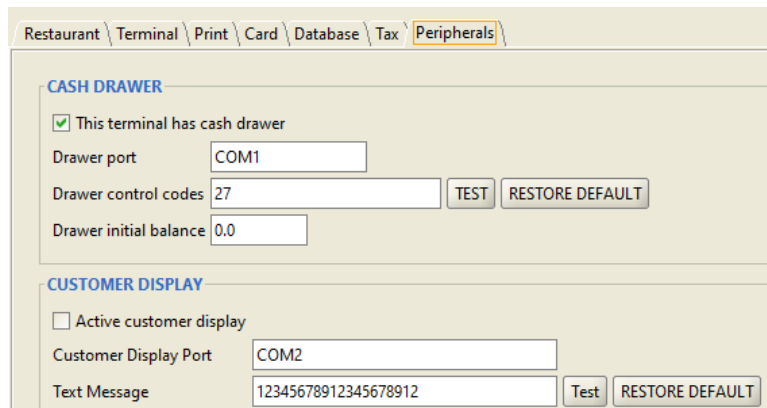 Restaurant Terminal Print Card Database Tax Peripherals
CASH DRAWER
This terminal has cash drawer
Drawer port COM1
Drawer control codes 27 TEST RESTORE DEFAULT
Drawer initial balance 0.0
CUSTOMER DISPLAY
Active customer display
Customer Display Port COM2
Text Message 12345678912345678912 Test RESTORE DEFAULT